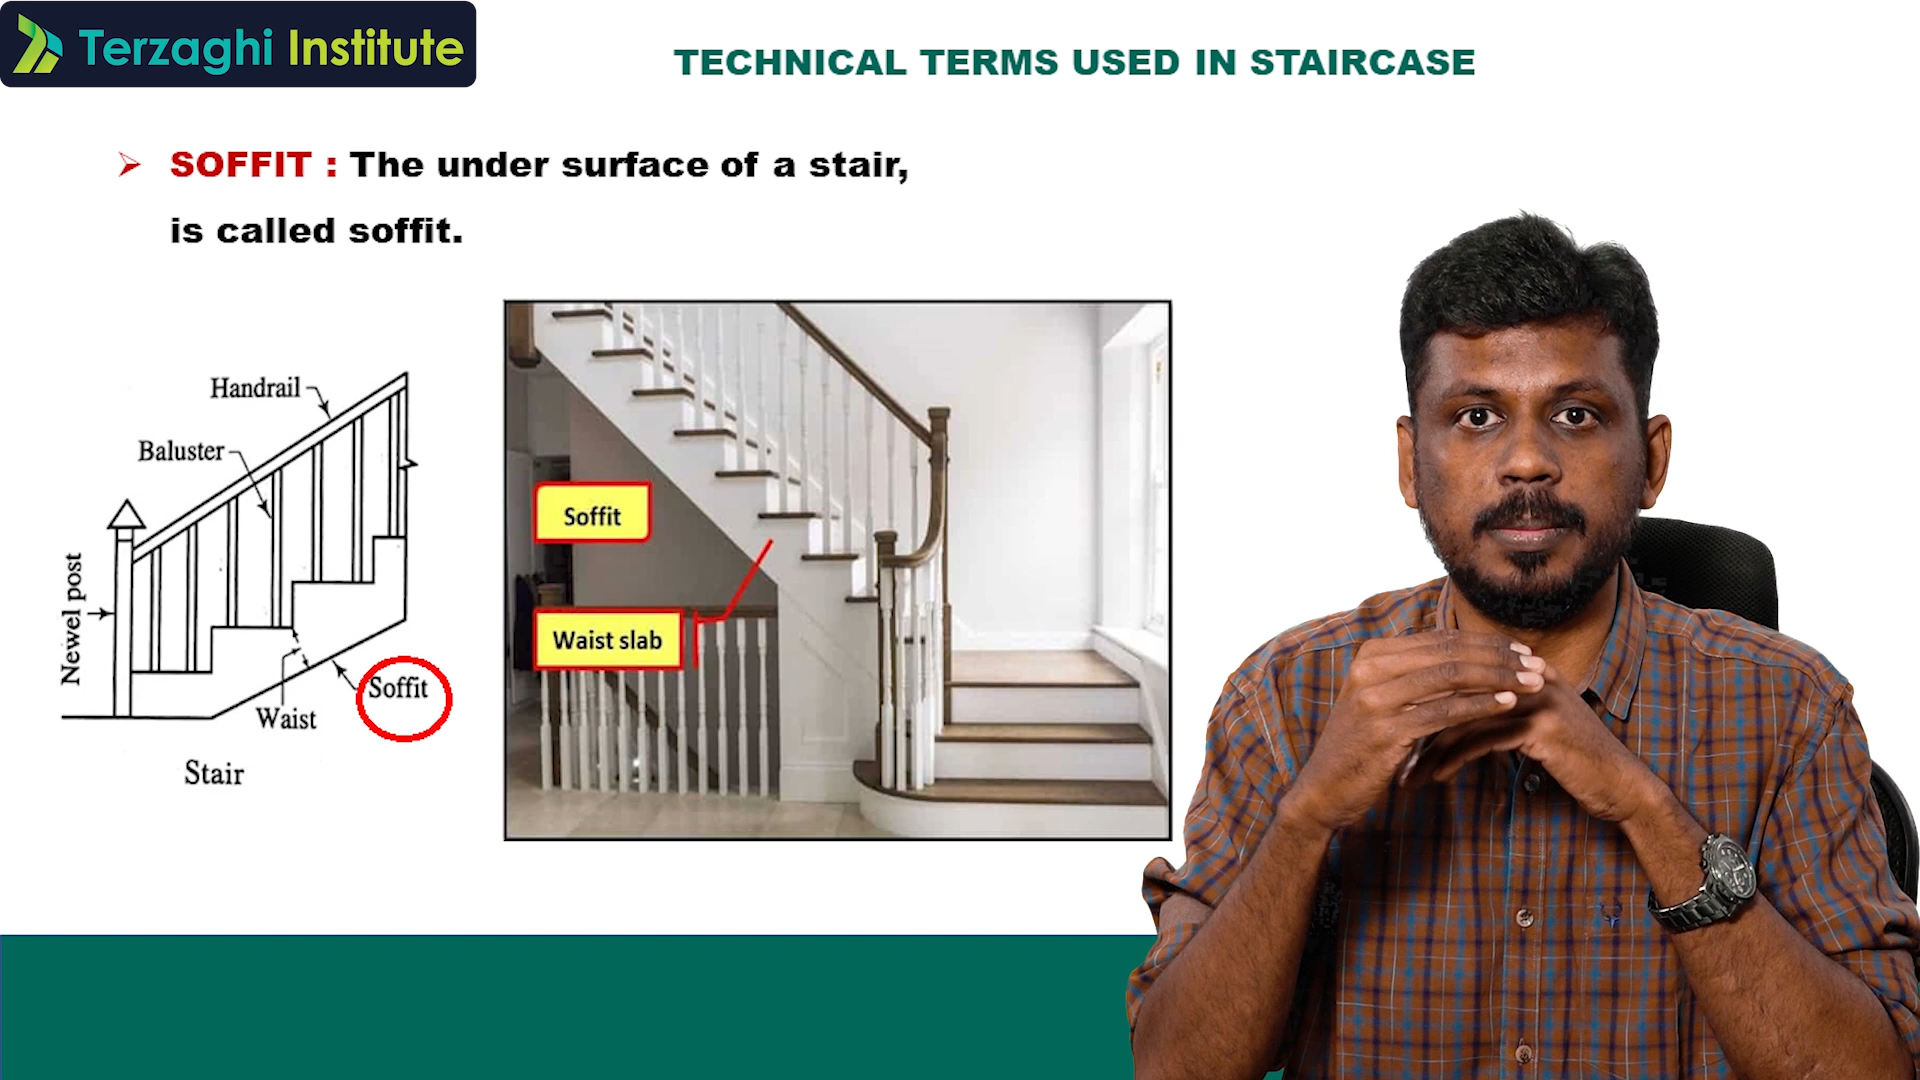 Terzaghi Institute
TECHNICAL TERMS USED IN STAIRCASE
SOFFIT : The under surface of a stair,
is called soffit.
Handrail
Baluster
Newel post
Soffit
Waist
Stair
Soffit
Waist slab